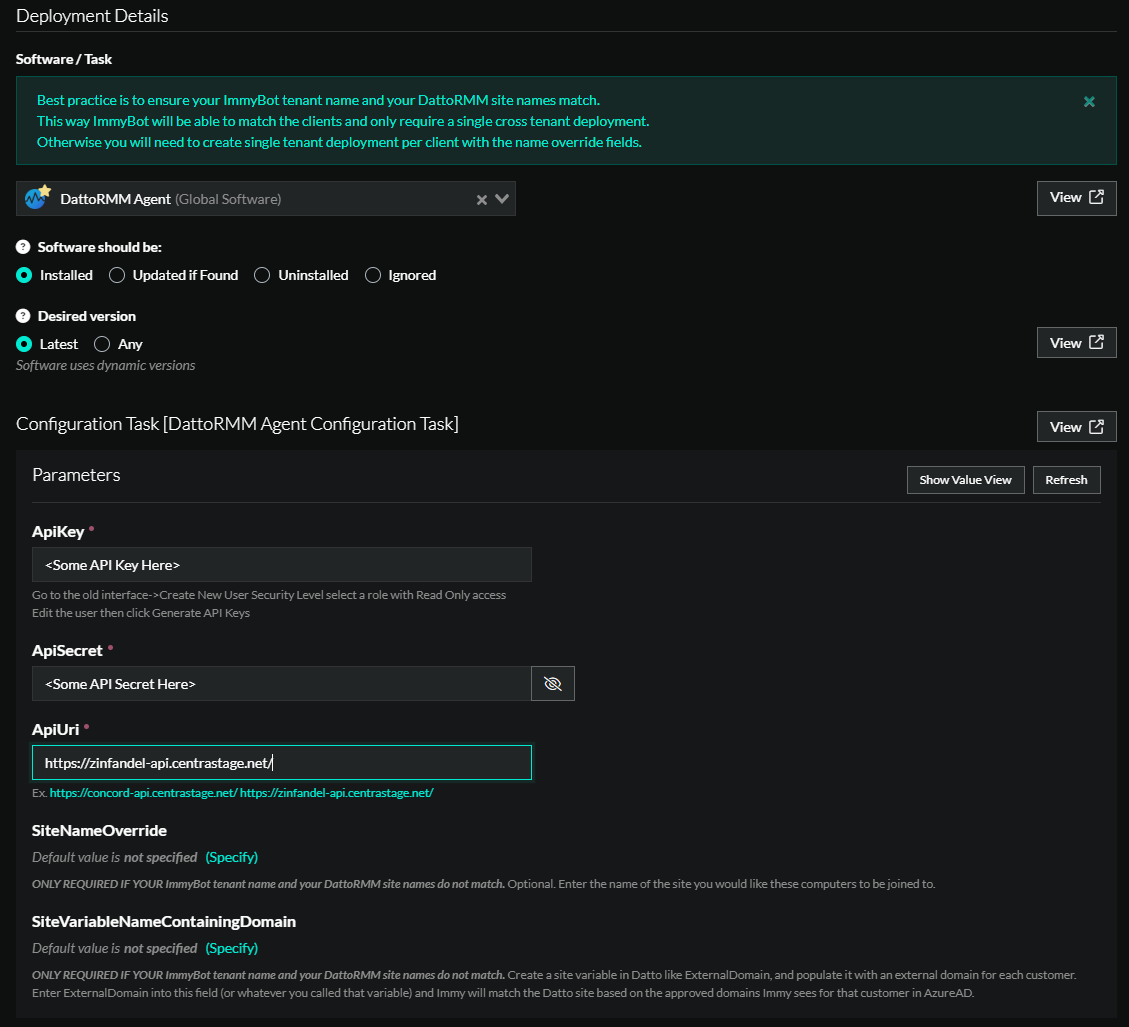 Deployment Details
Software / Task
Best practice is to ensure your ImmyBot tenant name and your DattoRMM site names match.
This way ImmyBot will be able to match the clients and only require a single cross tenant deployment.
Otherwise you will need to create single tenant deployment per client with the name override fields.
DattoRMM Agent (Global Software)
View
Software should be:
Installed Updated if Found Uninstalled Ignored
Desired version
Latest Any
View
Software uses dynamic versions
Configuration Task [DattoRMM Agent Configuration Task]
View
Parameters
Show Value View Refresh
ApiKey *
<Some API Key Here>
Go to the old interface->Create New User Security Level select a role with Read Only access
Edit the user then click Generate API Keys
ApiSecret *
<Some API Secret Here>
ApiUri *
https://zinfandel-api.centrastage.net/
Ex. https://concord-api.centrastage.net/ https://zinfandel-api.centrastage.net/
SiteNameOverride
Default value is not specified (Specify)
ONLY REQUIRED IF YOUR ImmyBot tenant name and your DattoRMM site names do not match. Optional. Enter the name of the site you would like these computers to be joined to.
SiteVariableNameContainingDomain
Default value is not specified (Specify)
ONLY REQUIRED IF YOUR ImmyBot tenant name and your DattoRMM site names do not match. Create a site variable in Datto like ExternalDomain, and populate it with an external domain for each customer.
Enter ExternalDomain into this field (or whatever you called that variable) and Immy will match the Datto site based on the approved domains Immy sees for that customer in AzureAD.